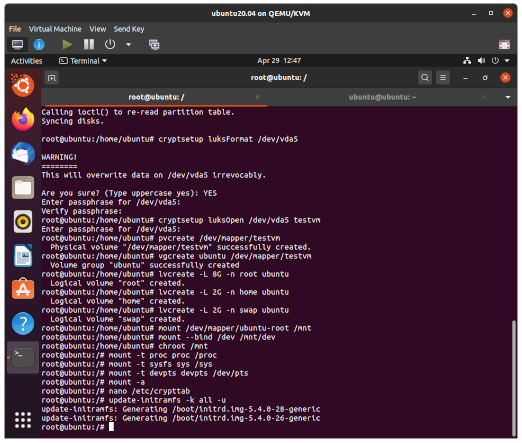 ubuntu20.04 on QEMU/KVM
File Virtual Machine View Send Key
Activities Terminal Apr 29 12:47
root@ubuntu: /
root@ubuntu: / ubuntu@ubuntu: ~
Calling ioctl() to re-read partition table.
Syncing disks.
root@ubuntu:/home/ubuntu# cryptsetup luksFormat /dev/vda5
WARNING!
========
This will overwrite data on /dev/vda5 irrevocably.
Are you sure? (Type uppercase yes): YES
Enter passphrase for /dev/vda5:
Verify passphrase:
root@ubuntu:/home/ubuntu# cryptsetup luksOpen /dev/vda5 testvm
Enter passphrase for /dev/vda5:
root@ubuntu:/home/ubuntu# pvcreate /dev/mapper/testvm
Physical volume "/dev/mapper/testvm" successfully created.
root@ubuntu:/home/ubuntu# vgcreate ubuntu /dev/mapper/testvm
Volume group "ubuntu" successfully created
root@ubuntu:/home/ubuntu# lvcreate -L 8G -n root ubuntu
Logical volume "root" created.
root@ubuntu:/home/ubuntu# lvcreate -L 2G -n home ubuntu
Logical volume "home" created.
root@ubuntu:/home/ubuntu# lvcreate -L 2G -n swap ubuntu
Logical volume "swap" created.
root@ubuntu:/home/ubuntu# mount /dev/mapper/ubuntu-root /mnt
root@ubuntu:/home/ubuntu# mount --bind /dev /mnt/dev
root@ubuntu:/home/ubuntu# chroot /mnt
root@ubuntu:/# mount -t proc proc /proc
root@ubuntu:/# mount -t sysfs sys /sys
root@ubuntu:/# mount -t devpts devpts /dev/pts
root@ubuntu:/# mount -a
root@ubuntu:/# nano /etc/crypttab
root@ubuntu:/# update-initramfs -k all -u
update-initramfs: Generating /boot/initrd.img-5.4.0-28-generic
update-initramfs: Generating /boot/initrd.img-5.4.0-26-generic
root@ubuntu:/#